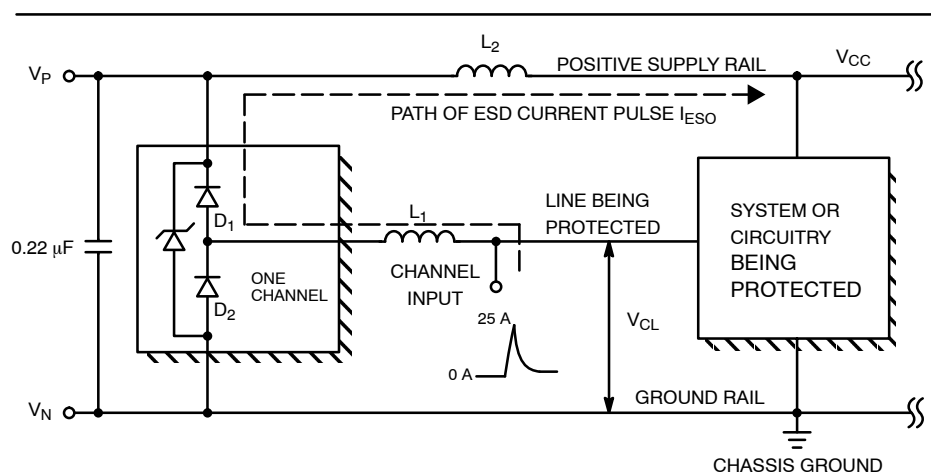 L2
VP
POSITIVE SUPPLY RAIL
VCC
PATH OF ESD CURRENT PULSE IESO
D1
L1
LINE BEING
PROTECTED
SYSTEM OR
CIRCUITRY
BEING
PROTECTED
0.22 μF
ONE
CHANNEL
D2
CHANNEL
INPUT
25 A
VCL
0 A
VN
GROUND RAIL
CHASSIS GROUND